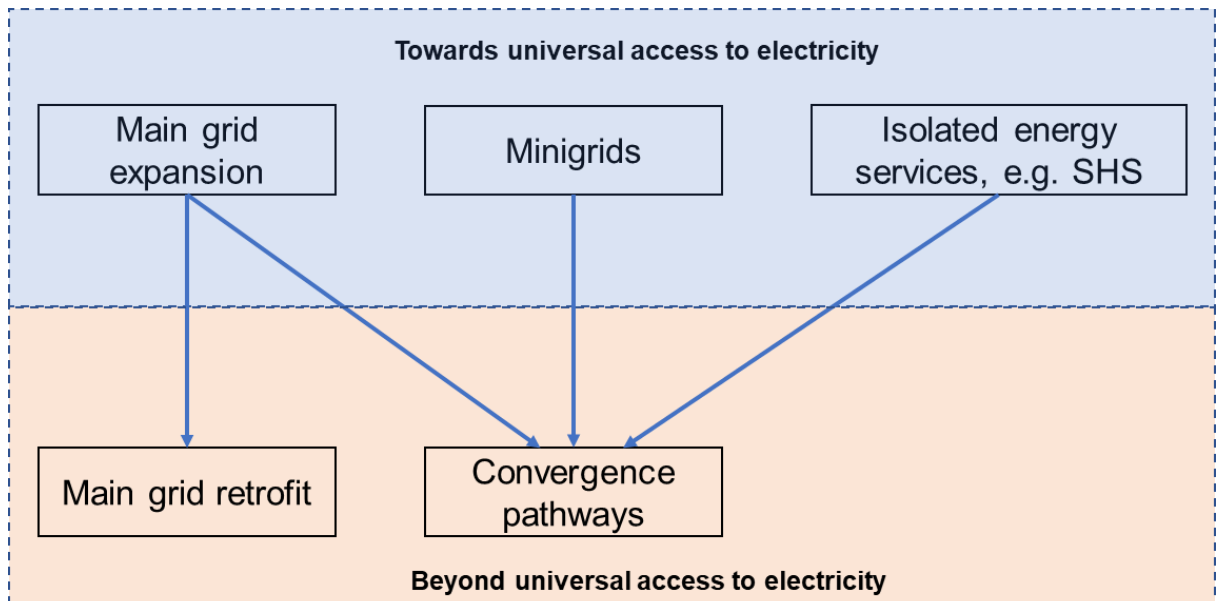 Towards universal access to electricity
Main grid
expansion
Minigrids
Isolated energy
services, e.g. SHS
Main grid retrofit
Convergence
pathways
Beyond universal access to electricity